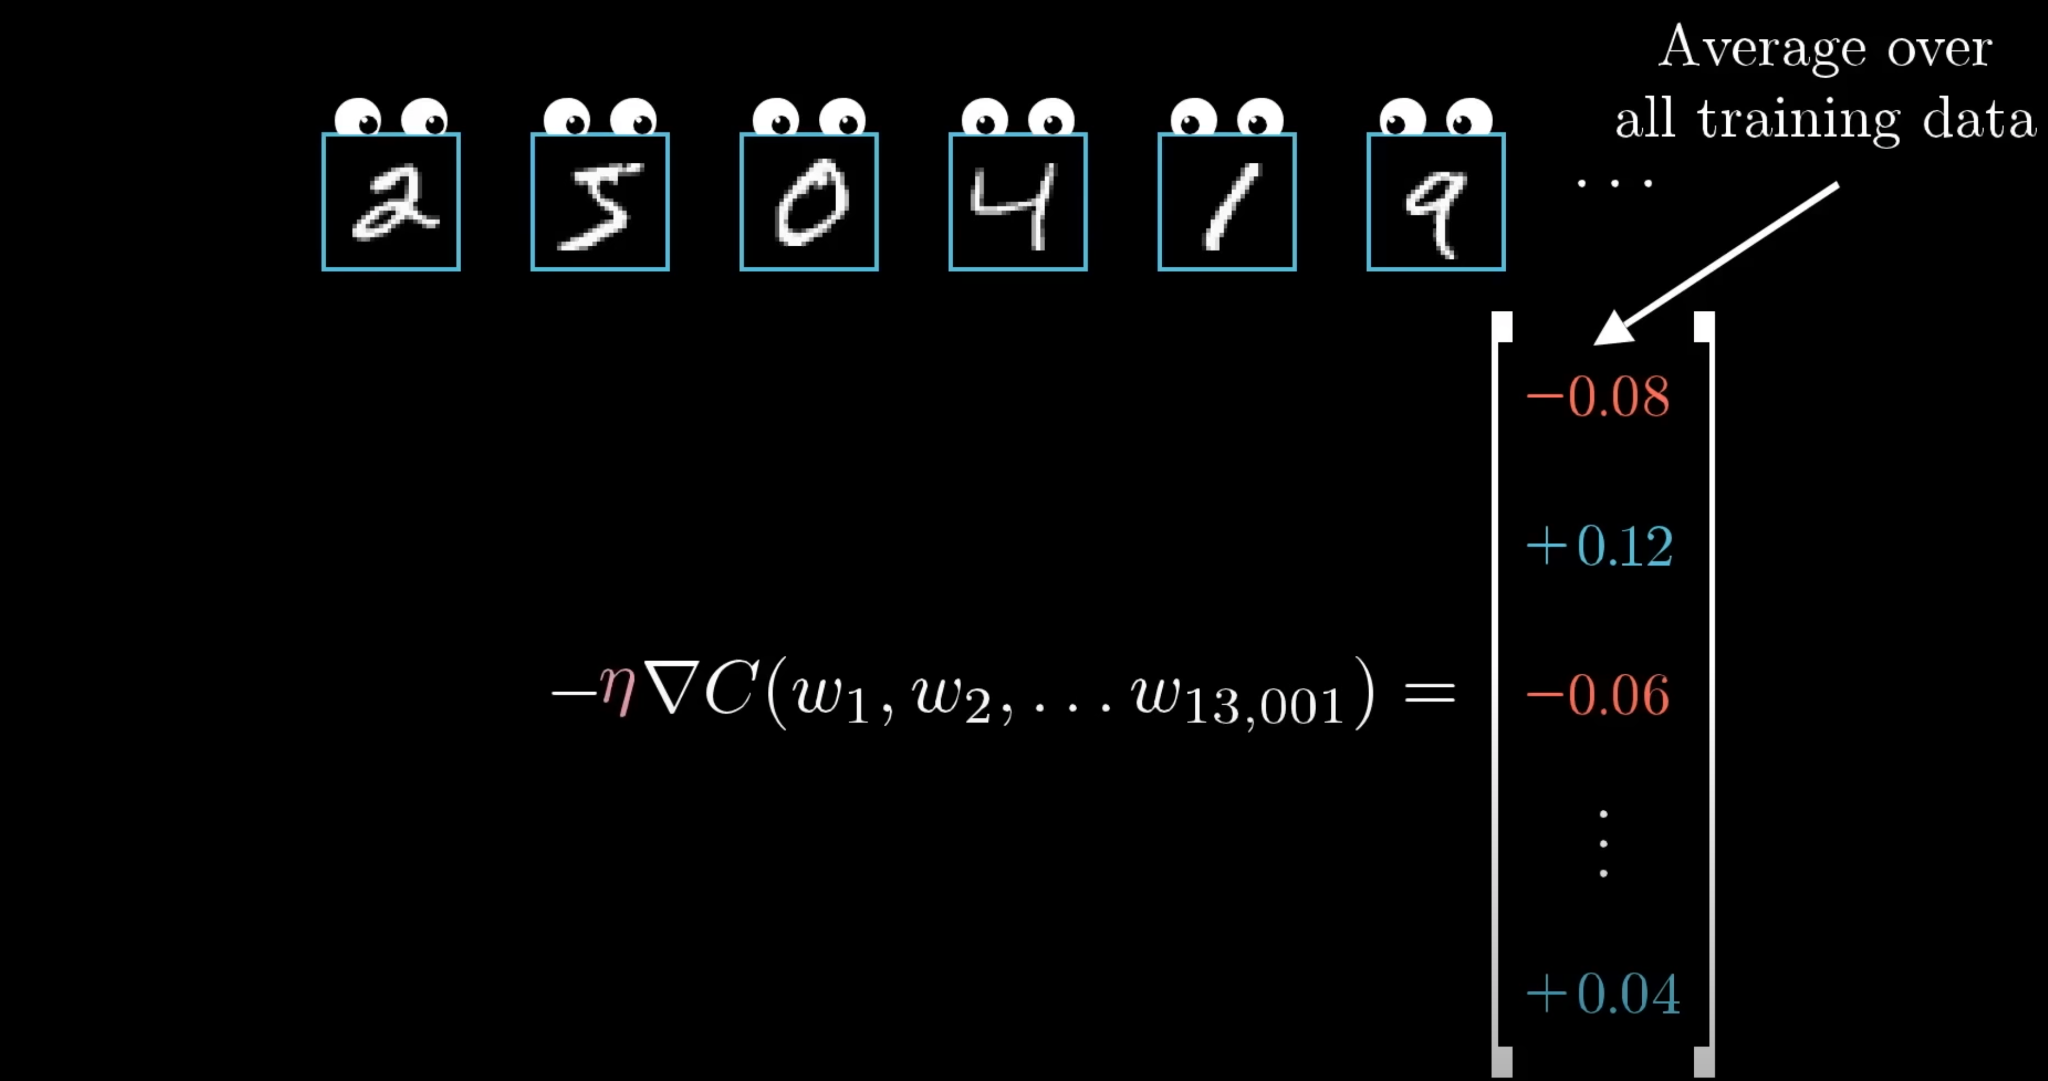 Average over
all training data
2 5 0 4 1 9 ...
−0.08
+0.12
−η∇C(w₁, w₂, ... w₁₃,₀₀₁) =
−0.06
⋮
+0.04